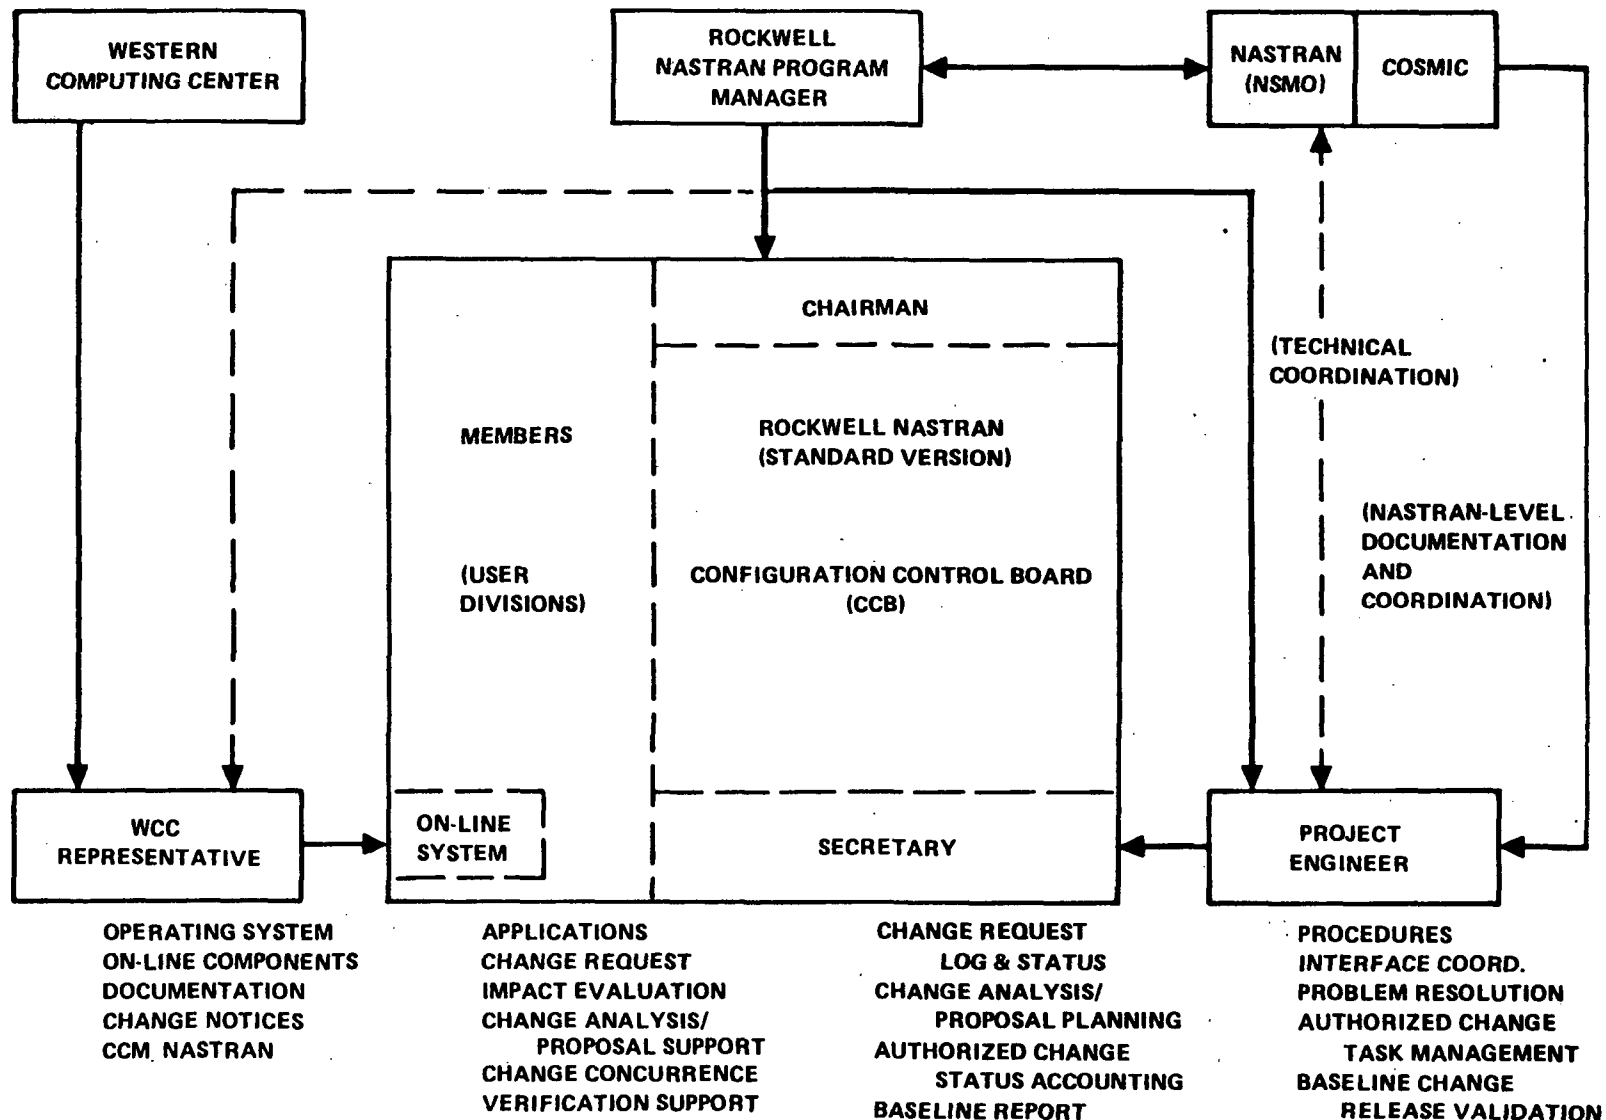 WESTERN
COMPUTING CENTER
ROCKWELL
NASTRAN PROGRAM
MANAGER
NASTRAN
(NSMO)
COSMIC
CHAIRMAN
(TECHNICAL
COORDINATION)
MEMBERS
ROCKWELL NASTRAN
(STANDARD VERSION)
(NASTRAN-LEVEL
DOCUMENTATION
AND
COORDINATION)
(USER
DIVISIONS)
CONFIGURATION CONTROL BOARD
(CCB)
WCC
REPRESENTATIVE
ON-LINE
SYSTEM
SECRETARY
PROJECT
ENGINEER
OPERATING SYSTEM
ON-LINE COMPONENTS
DOCUMENTATION
CHANGE NOTICES
CCM NASTRAN
APPLICATIONS
CHANGE REQUEST
IMPACT EVALUATION
CHANGE ANALYSIS/
PROPOSAL SUPPORT
CHANGE CONCURRENCE
VERIFICATION SUPPORT
CHANGE REQUEST
LOG & STATUS
CHANGE ANALYSIS/
PROPOSAL PLANNING
AUTHORIZED CHANGE
STATUS ACCOUNTING
BASELINE REPORT
PROCEDURES
INTERFACE COORD.
PROBLEM RESOLUTION
AUTHORIZED CHANGE
TASK MANAGEMENT
BASELINE CHANGE
RELEASE VALIDATION